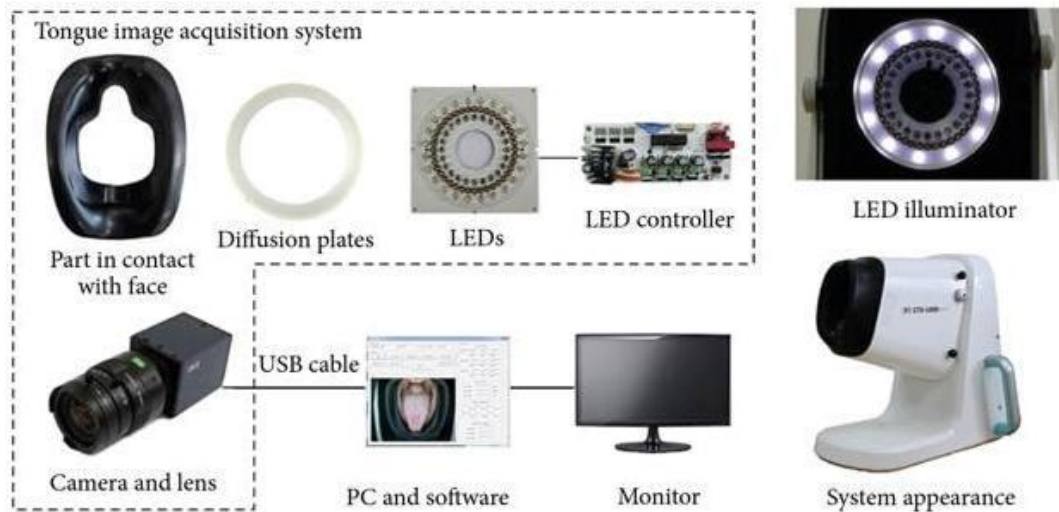 Tongue image acquisition system
Part in contact
with face
Diffusion plates
LEDs
LED controller
LED illuminator
Camera and lens
USB cable
PC and software
Monitor
System appearance